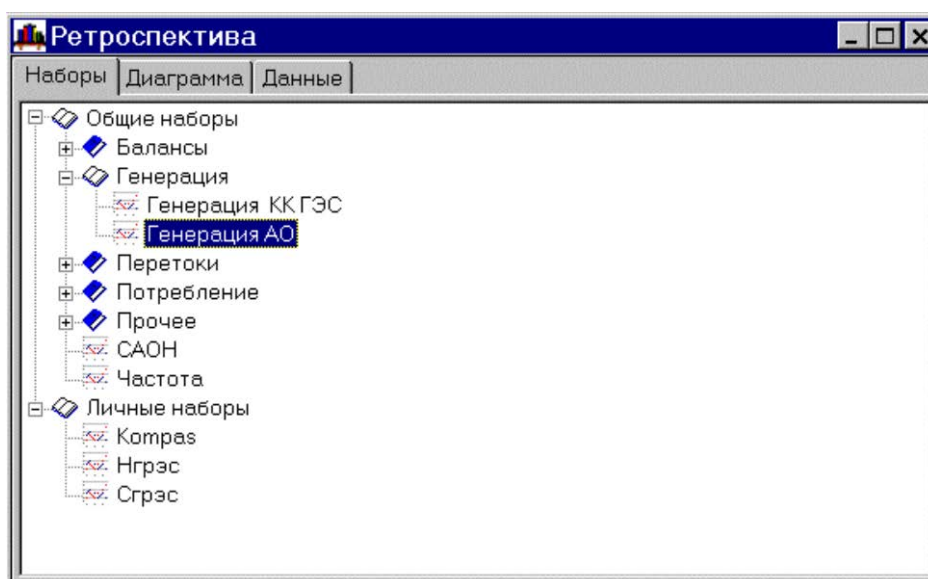 Ретроспектива
Наборы Диаграмма Данные
Общие наборы
Балансы
Генерация
Генерация КК ГЭС
Генерация АО
Перетоки
Потребление
Прочее
САОН
Частота
Личные наборы
Kompas
Нгрэс
Сгрэс